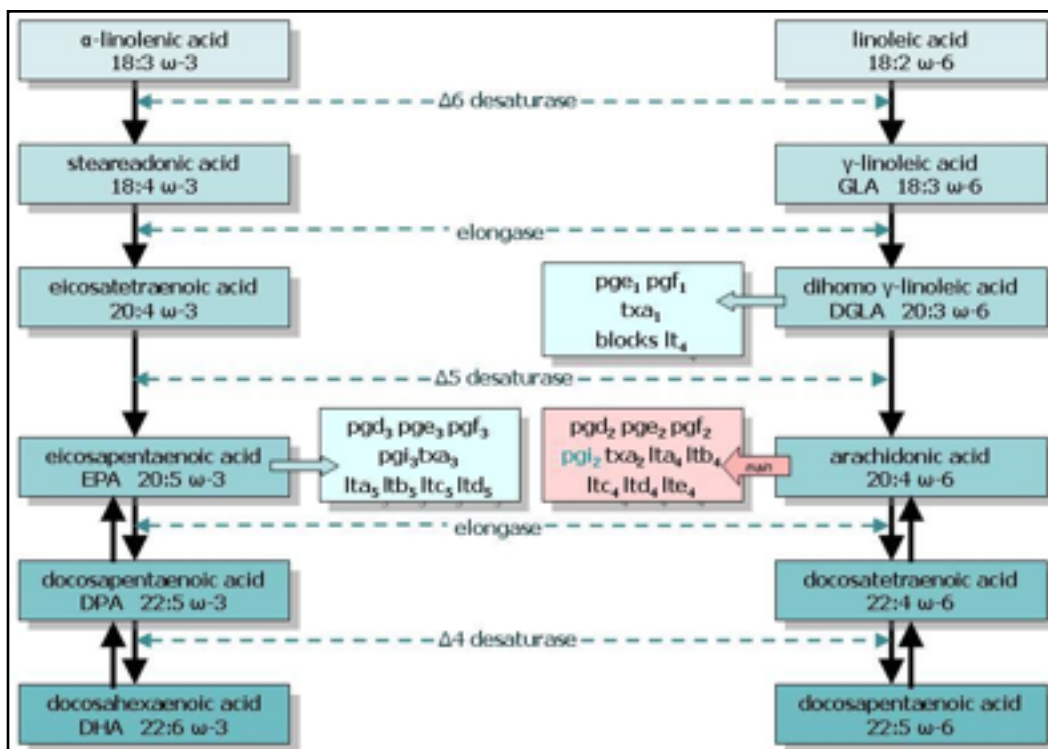 α-linolenic acid
18:3 ω-3
linoleic acid
18:2 ω-6
Δ6 desaturase
steareadonic acid
18:4 ω-3
γ-linoleic acid
GLA 18:3 ω-6
elongase
eicosatetraenoic acid
20:4 ω-3
pge₁ pgf₁
txa₁
blocks lt₄
dihomo γ-linoleic acid
DGLA 20:3 ω-6
Δ5 desaturase
eicosapentaenoic acid
EPA 20:5 ω-3
pgd₃ pge₃ pgf₃
pgi₃txa₃
lta₅ ltb₅ ltc₅ ltd₅
pgd₂ pge₂ pgf₂
pgi₂ txa₂ lta₄ ltb₄
ltc₄ ltd₄ lte₄
main
arachidonic acid
20:4 ω-6
elongase
docosapentaenoic acid
DPA 22:5 ω-3
docosatetraenoic acid
22:4 ω-6
Δ4 desaturase
docosahexaenoic acid
DHA 22:6 ω-3
docosapentaenoic acid
22:5 ω-6